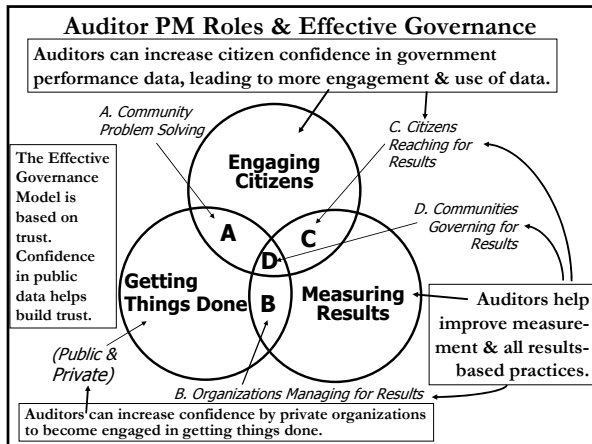 Auditor PM Roles & Effective Governance
Auditors can increase citizen confidence in government
performance data, leading to more engagement & use of data.
A. Community
Problem Solving
C. Citizens
Reaching for
Results
The Effective
Governance
Model is
based on
trust.
Confidence
in public
data helps
build trust.
Engaging
Citizens
A
C
D
B
D. Communities
Governing for
Results
Getting
Things Done
Measuring
Results
Auditors help
improve measure-
ment & all results-
based practices.
(Public &
Private)
B. Organizations Managing for Results
Auditors can increase confidence by private organizations
to become engaged in getting things done.